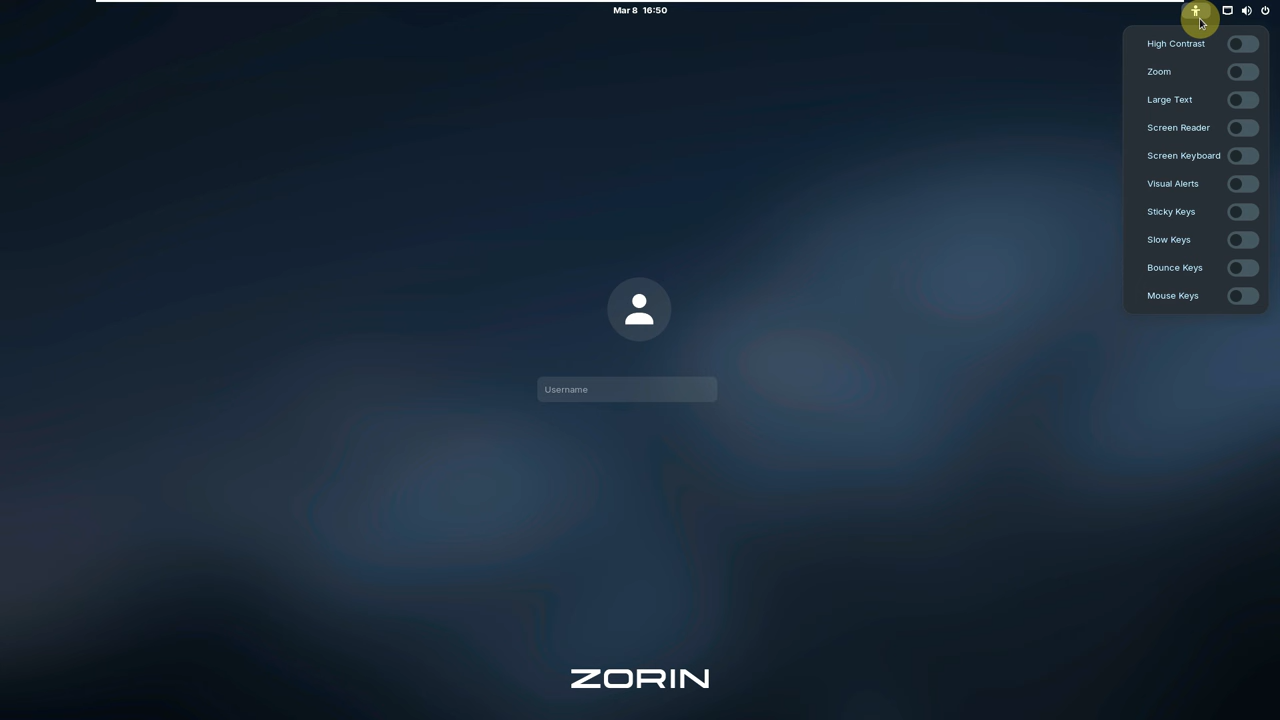 Mar 8 16:50
High Contrast
Zoom
Large Text
Screen Reader
Screen Keyboard
Visual Alerts
Sticky Keys
Slow Keys
Bounce Keys
Mouse Keys
Username
ZORIN